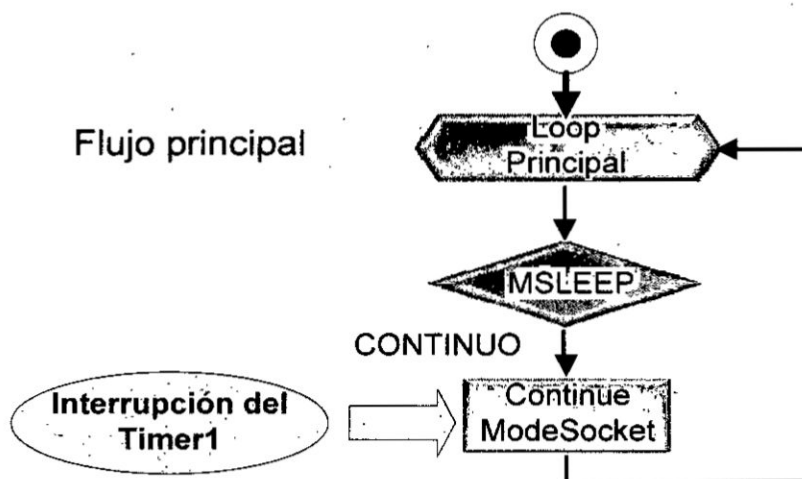 Flujo principal
Loop
Principal
MSLEEP
CONTINUO
Interrupción del
Timer1
Continue
ModeSocket